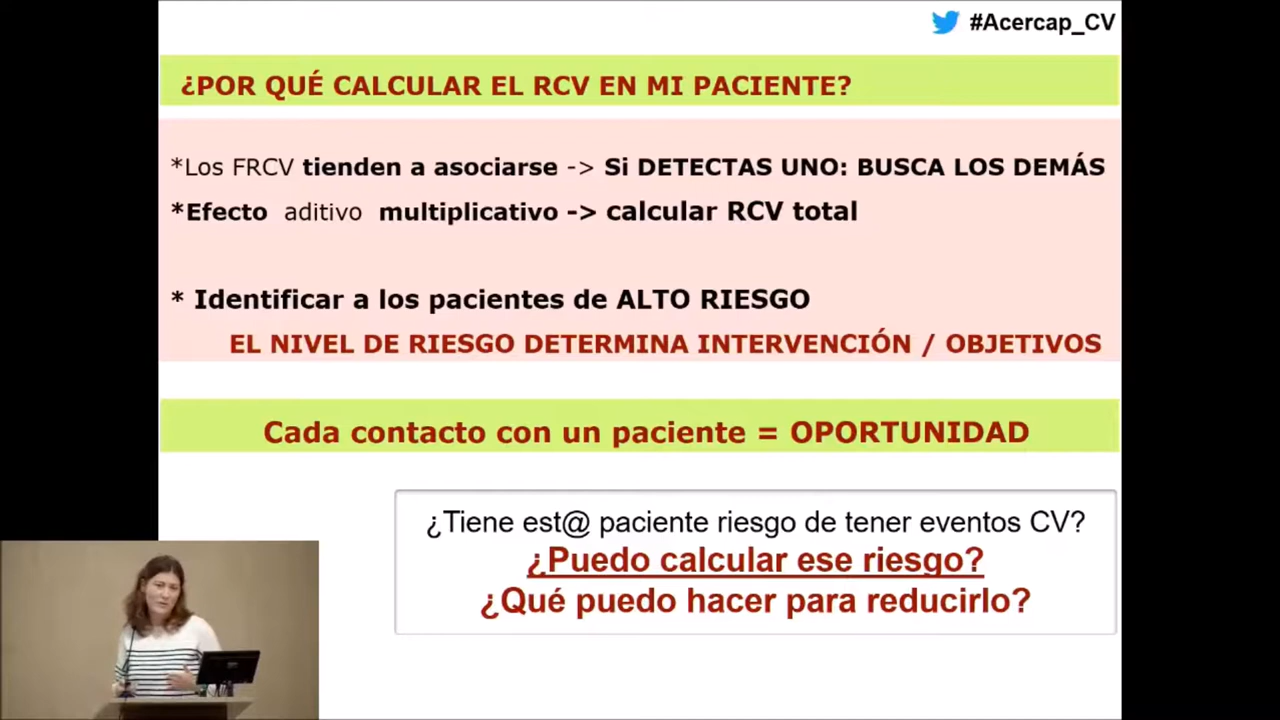 #Acercap_CV
¿POR QUÉ CALCULAR EL RCV EN MI PACIENTE?
*Los FRCV tienden a asociarse -> Si DETECTAS UNO: BUSCA LOS DEMÁS
*Efecto aditivo multiplicativo -> calcular RCV total
* Identificar a los pacientes de ALTO RIESGO
EL NIVEL DE RIESGO DETERMINA INTERVENCIÓN / OBJETIVOS
Cada contacto con un paciente = OPORTUNIDAD
¿Tiene est@ paciente riesgo de tener eventos CV?
¿Puedo calcular ese riesgo?
¿Qué puedo hacer para reducirlo?